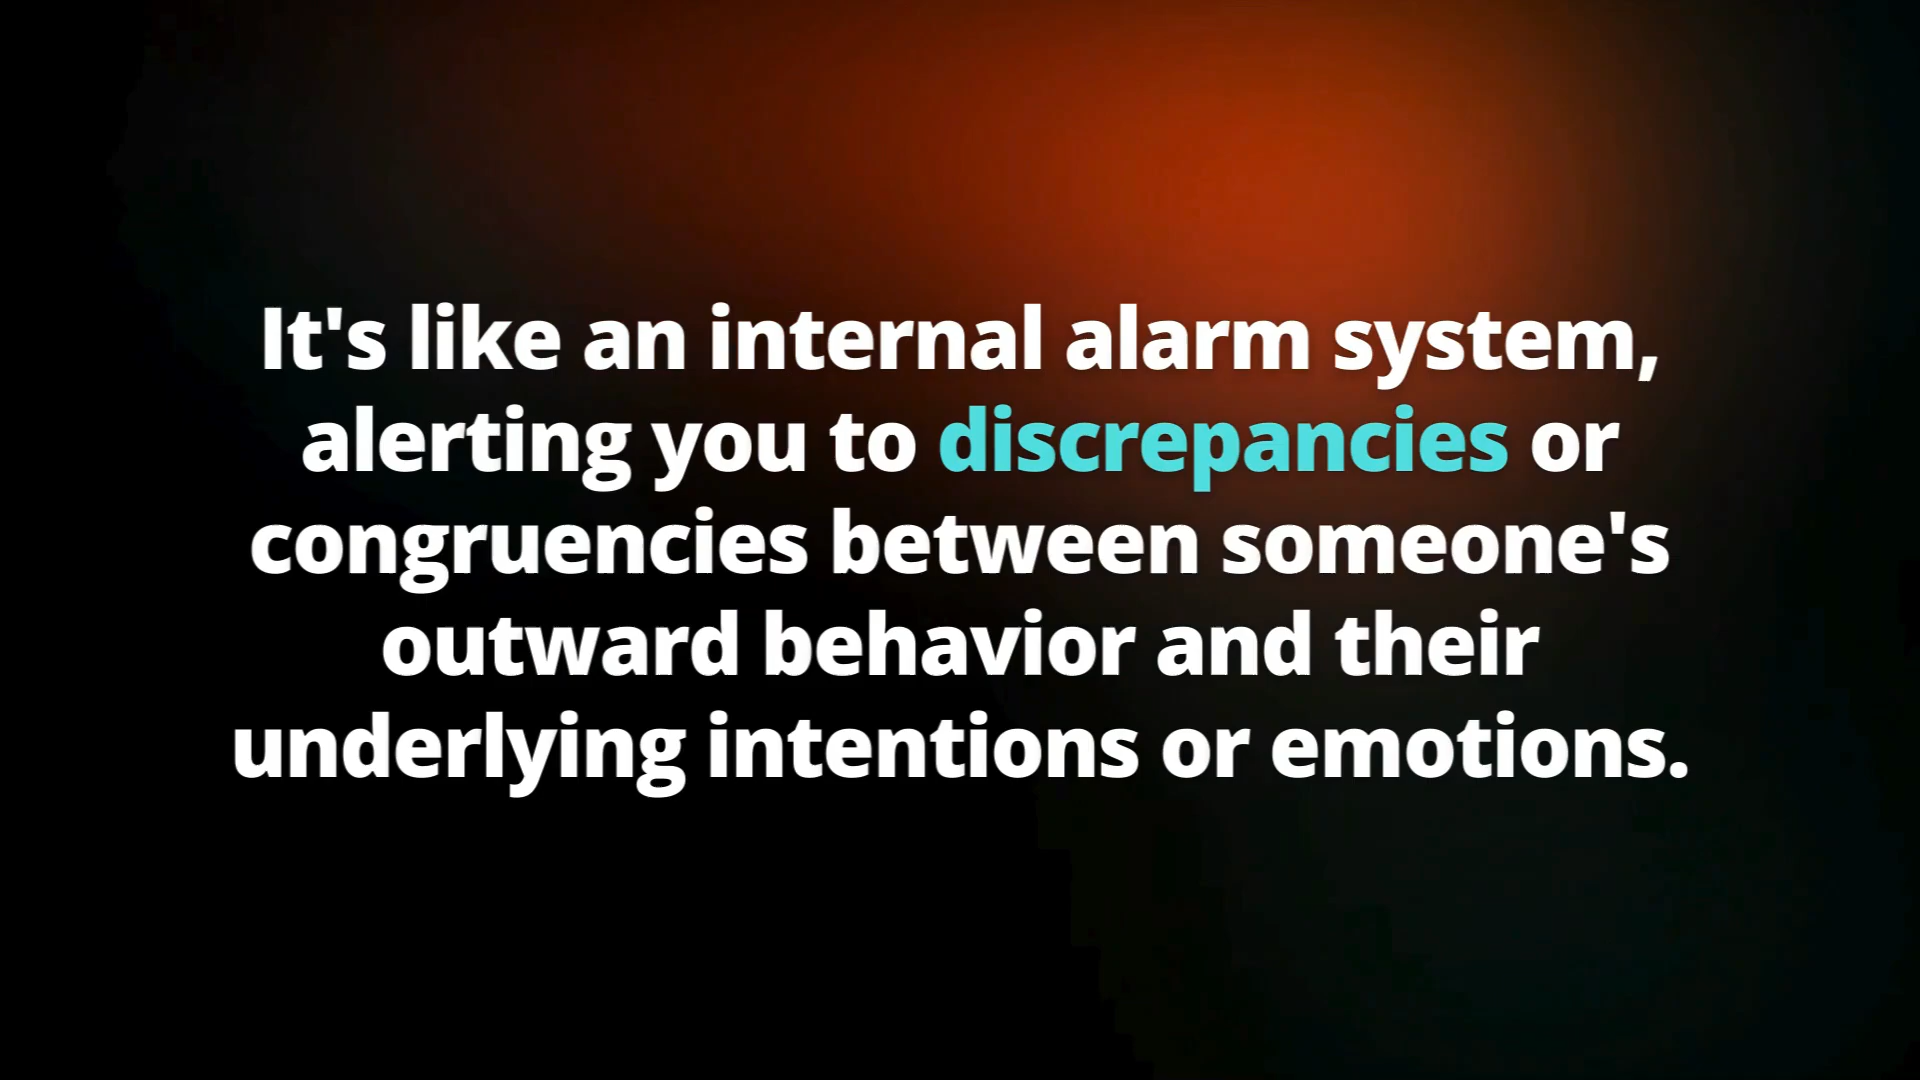 It's like an internal alarm system,
alerting you to discrepancies or
congruencies between someone's
outward behavior and their
underlying intentions or emotions.